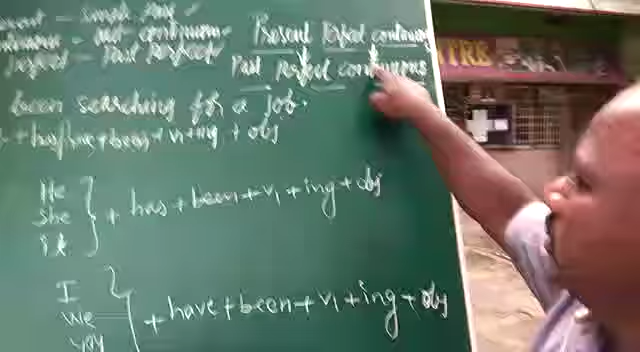 simple past
continuous - past continuous - Present Perfect continuous
perfect - Past Perfect Past Perfect continuous
been searching for a job.
+ has/have + been + v1 + ing + obj
He
She
it
} + has + been + v1 + ing + obj
I
we
you
} + have + been + v1 + ing + obj